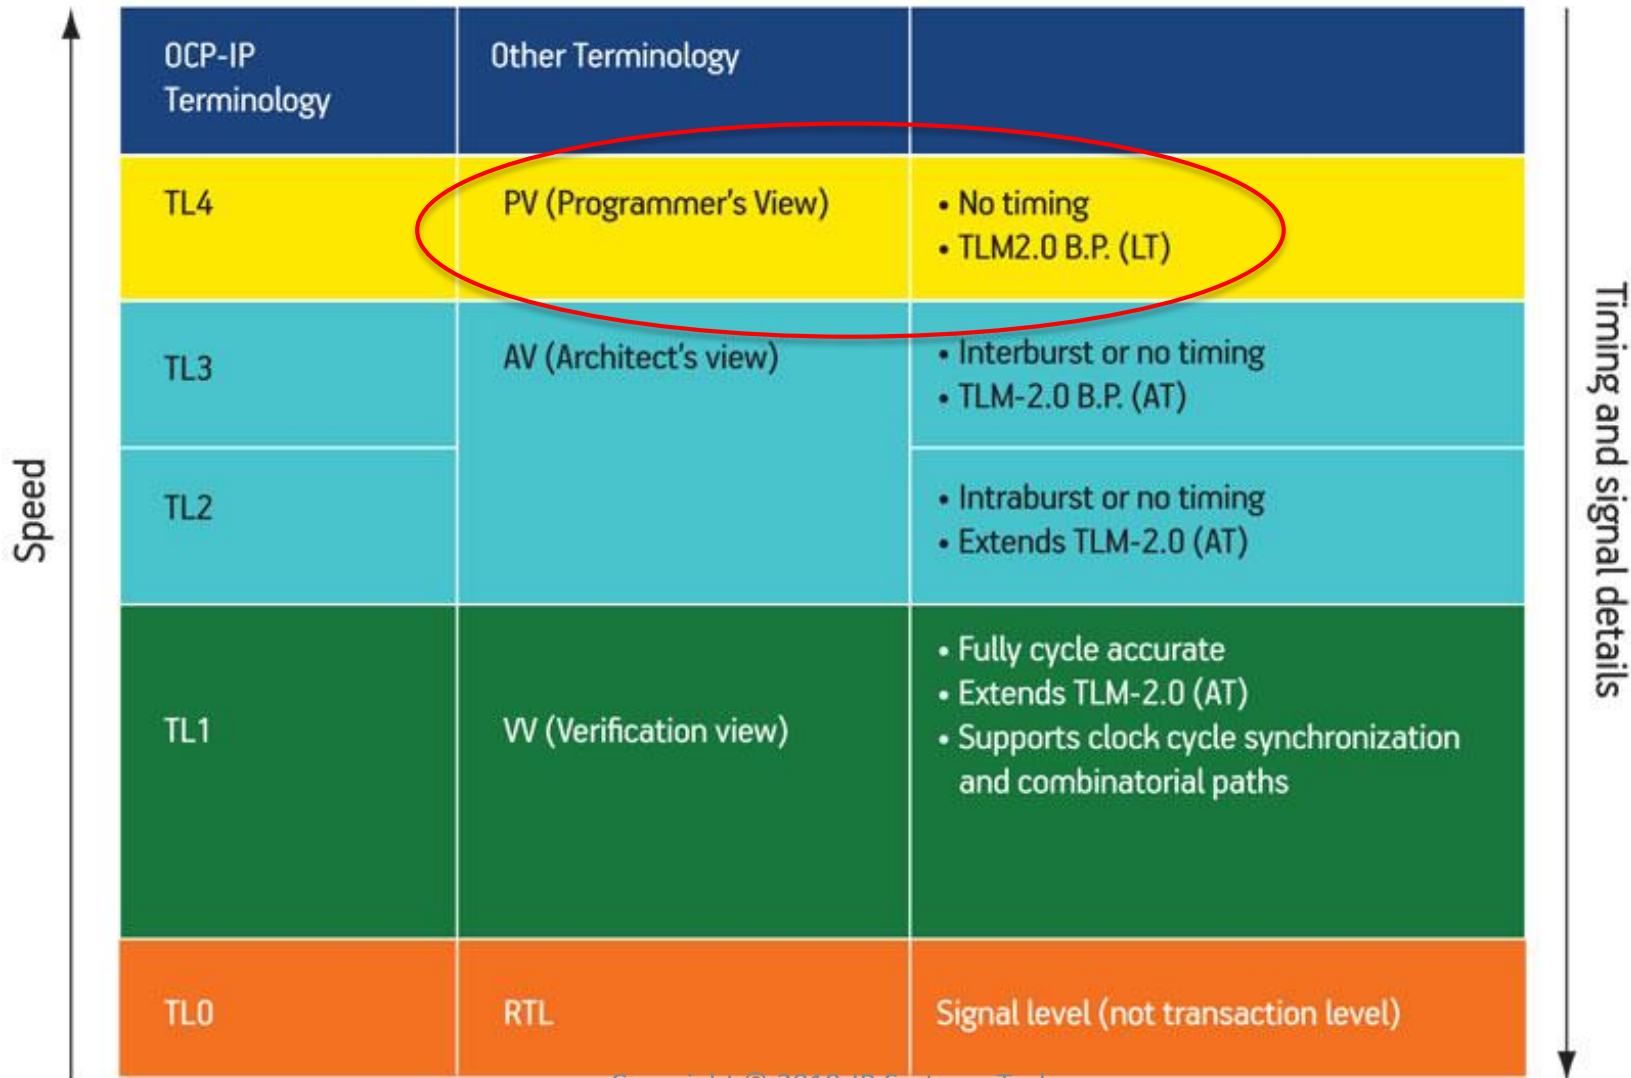 OCP-IP
Terminology
Other Terminology
TL4
PV (Programmer's View)
• No timing
• TLM2.0 B.P. (LT)
TL3
AV (Architect's view)
• Interburst or no timing
• TLM-2.0 B.P. (AT)
TL2
• Intraburst or no timing
• Extends TLM-2.0 (AT)
TL1
VV (Verification view)
• Fully cycle accurate
• Extends TLM-2.0 (AT)
• Supports clock cycle synchronization
and combinatorial paths
TL0
RTL
Signal level (not transaction level)
Speed
Timing and signal details